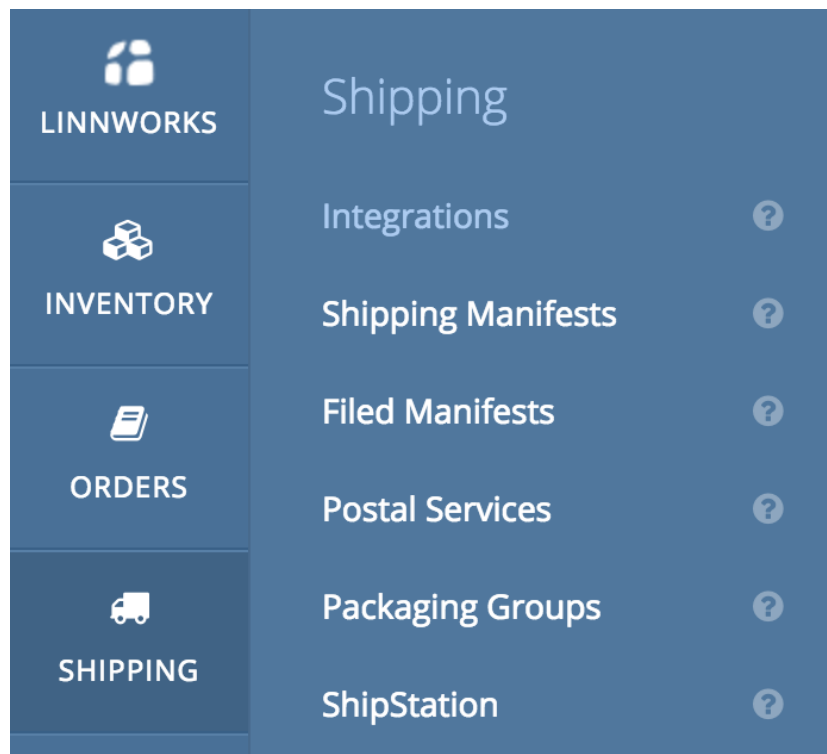 LINNWORKS
INVENTORY
ORDERS
SHIPPING
Shipping
Integrations
Shipping Manifests
Filed Manifests
Postal Services
Packaging Groups
ShipStation